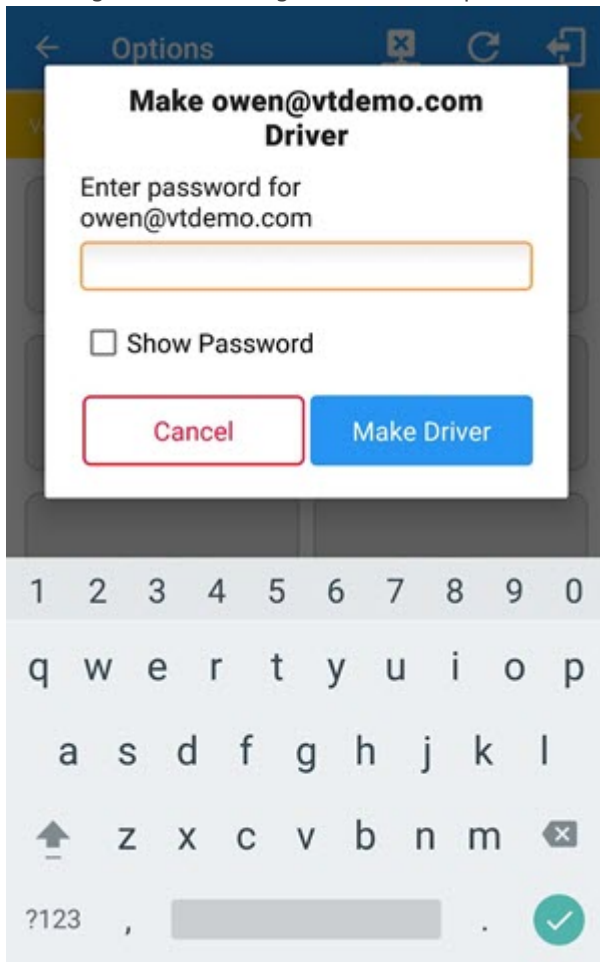 Options
Make owen@vtdemo.com
Driver
Enter password for
owen@vtdemo.com
Show Password
Cancel Make Driver
1 2 3 4 5 6 7 8 9 0
q w e r t y u i o p
a s d f g h j k l
z x c v b n m
?123 , .